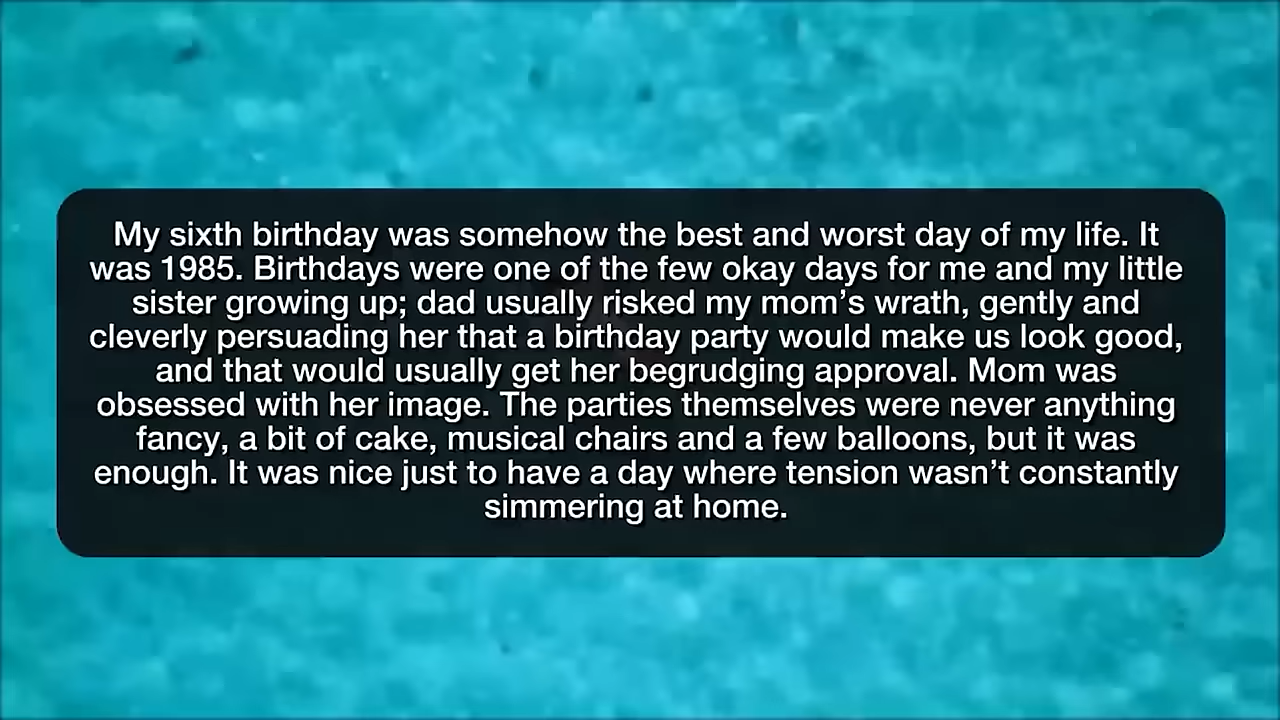 My sixth birthday was somehow the best and worst day of my life. It
was 1985. Birthdays were one of the few okay days for me and my little
sister growing up; dad usually risked my mom’s wrath, gently and
cleverly persuading her that a birthday party would make us look good,
and that would usually get her begrudging approval. Mom was
obsessed with her image. The parties themselves were never anything
fancy, a bit of cake, musical chairs and a few balloons, but it was
enough. It was nice just to have a day where tension wasn’t constantly
simmering at home.